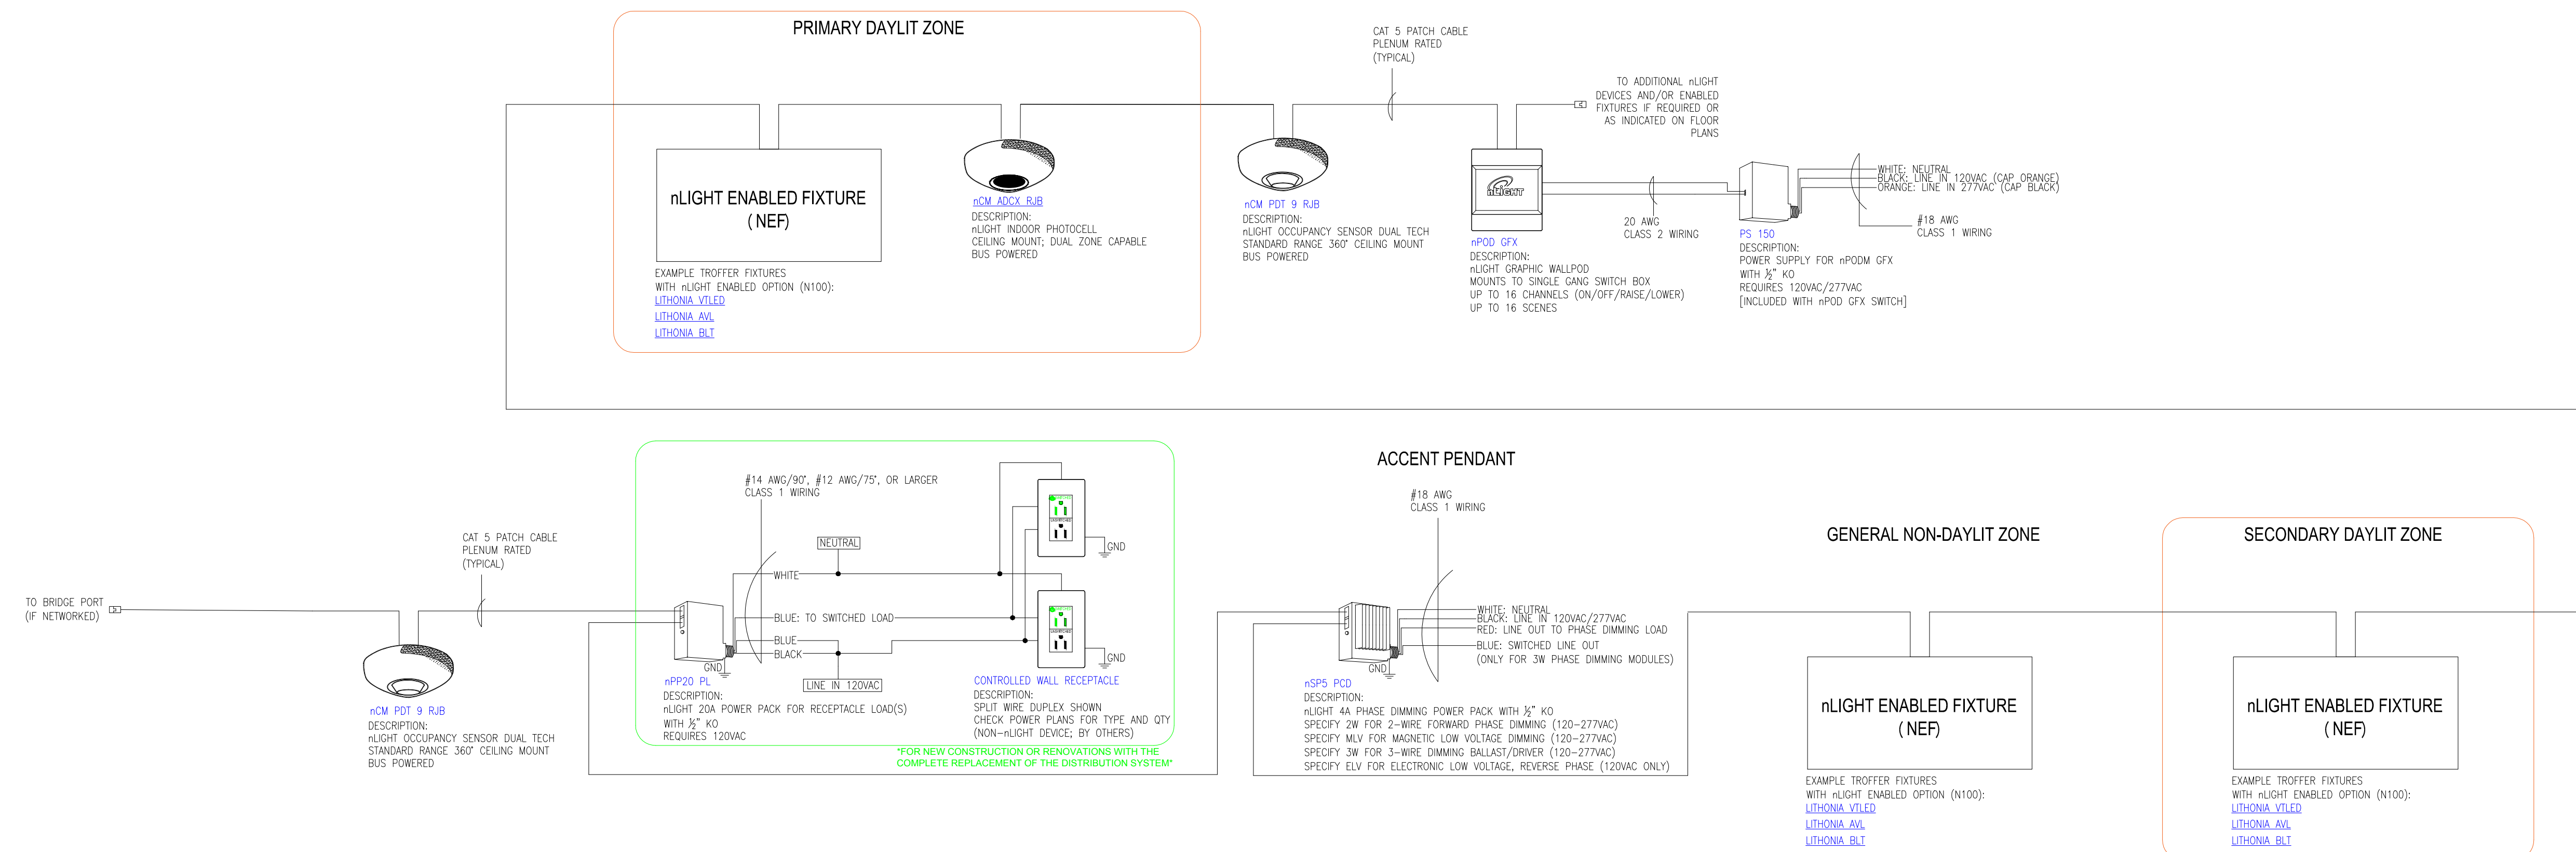 PRIMARY DAYLIT ZONE
nLIGHT ENABLED FIXTURE
( NEF)
EXAMPLE TROFFER FIXTURES
WITH nLIGHT ENABLED OPTION (N100):
LITHONIA VTLED
LITHONIA AVL
LITHONIA BLT
nCM ADCX RJB
DESCRIPTION:
nLIGHT INDOOR PHOTOCELL
CEILING MOUNT; DUAL ZONE CAPABLE
BUS POWERED
nCM PDT 9 RJB
DESCRIPTION:
nLIGHT OCCUPANCY SENSOR DUAL TECH
STANDARD RANGE 360° CEILING MOUNT
BUS POWERED
CAT 5 PATCH CABLE
PLENUM RATED
(TYPICAL)
nLIGHT
nPOD GFX
DESCRIPTION:
nLIGHT GRAPHIC WALLPOD
MOUNTS TO SINGLE GANG SWITCH BOX
UP TO 16 CHANNELS (ON/OFF/RAISE/LOWER)
UP TO 16 SCENES
TO ADDITIONAL nLIGHT
DEVICES AND/OR ENABLED
FIXTURES IF REQUIRED OR
AS INDICATED ON FLOOR
PLANS
20 AWG
CLASS 2 WIRING
PS 150
DESCRIPTION:
POWER SUPPLY FOR nPODM GFX
WITH ½" KO
REQUIRES 120VAC/277VAC
[INCLUDED WITH nPOD GFX SWITCH]
WHITE: NEUTRAL
BLACK: LINE IN 120VAC (CAP ORANGE)
ORANGE: LINE IN 277VAC (CAP BLACK)
#18 AWG
CLASS 1 WIRING
TO BRIDGE PORT
(IF NETWORKED)
nCM PDT 9 RJB
DESCRIPTION:
nLIGHT OCCUPANCY SENSOR DUAL TECH
STANDARD RANGE 360° CEILING MOUNT
BUS POWERED
CAT 5 PATCH CABLE
PLENUM RATED
(TYPICAL)
#14 AWG/90°, #12 AWG/75°, OR LARGER
CLASS 1 WIRING
NEUTRAL
WHITE
BLUE: TO SWITCHED LOAD
BLUE
BLACK
LINE IN 120VAC
GND
nPP20 PL
DESCRIPTION:
nLIGHT 20A POWER PACK FOR RECEPTACLE LOAD(S)
WITH ½" KO
REQUIRES 120VAC
UNSWITCHED
GND
UNSWITCHED
GND
CONTROLLED WALL RECEPTACLE
DESCRIPTION:
SPLIT WIRE DUPLEX SHOWN
CHECK POWER PLANS FOR TYPE AND QTY
(NON-nLIGHT DEVICE; BY OTHERS)
*FOR NEW CONSTRUCTION OR RENOVATIONS WITH THE
COMPLETE REPLACEMENT OF THE DISTRIBUTION SYSTEM*
ACCENT PENDANT
#18 AWG
CLASS 1 WIRING
WHITE: NEUTRAL
BLACK: LINE IN 120VAC/277VAC
RED: LINE OUT TO PHASE DIMMING LOAD
BLUE: SWITCHED LINE OUT
(ONLY FOR 3W PHASE DIMMING MODULES)
GND
nSP5 PCD
DESCRIPTION:
nLIGHT 4A PHASE DIMMING POWER PACK WITH ½" KO
SPECIFY 2W FOR 2-WIRE FORWARD PHASE DIMMING (120-277VAC)
SPECIFY MLV FOR MAGNETIC LOW VOLTAGE DIMMING (120-277VAC)
SPECIFY 3W FOR 3-WIRE DIMMING BALLAST/DRIVER (120-277VAC)
SPECIFY ELV FOR ELECTRONIC LOW VOLTAGE, REVERSE PHASE (120VAC ONLY)
GENERAL NON-DAYLIT ZONE
nLIGHT ENABLED FIXTURE
( NEF)
EXAMPLE TROFFER FIXTURES
WITH nLIGHT ENABLED OPTION (N100):
LITHONIA VTLED
LITHONIA AVL
LITHONIA BLT
SECONDARY DAYLIT ZONE
nLIGHT ENABLED FIXTURE
( NEF)
EXAMPLE TROFFER FIXTURES
WITH nLIGHT ENABLED OPTION (N100):
LITHONIA VTLED
LITHONIA AVL
LITHONIA BLT